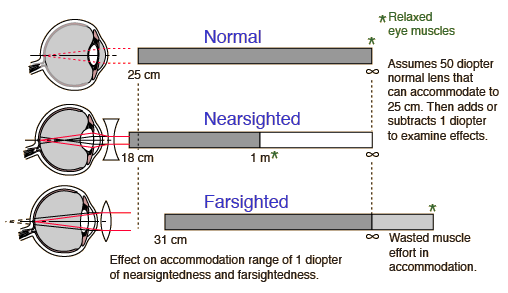 Normal
*Relaxed
eye muscles
*
25 cm
∞
Assumes 50 diopter
normal lens that
can accommodate to
25 cm. Then adds or
subtracts 1 diopter
to examine effects.
Nearsighted
18 cm
1 m*
∞
Farsighted
*
31 cm
∞
Wasted muscle
effort in
accommodation.
Effect on accommodation range of 1 diopter
of nearsigntedness and farsightedness.